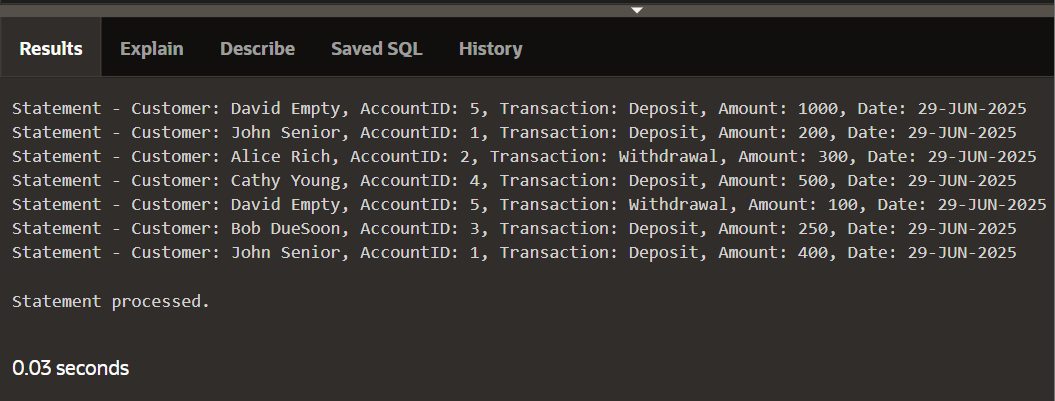 Results Explain Describe Saved SQL History
Statement - Customer: David Empty, AccountID: 5, Transaction: Deposit, Amount: 1000, Date: 29-JUN-2025
Statement - Customer: John Senior, AccountID: 1, Transaction: Deposit, Amount: 200, Date: 29-JUN-2025
Statement - Customer: Alice Rich, AccountID: 2, Transaction: Withdrawal, Amount: 300, Date: 29-JUN-2025
Statement - Customer: Cathy Young, AccountID: 4, Transaction: Deposit, Amount: 500, Date: 29-JUN-2025
Statement - Customer: David Empty, AccountID: 5, Transaction: Withdrawal, Amount: 100, Date: 29-JUN-2025
Statement - Customer: Bob DueSoon, AccountID: 3, Transaction: Deposit, Amount: 250, Date: 29-JUN-2025
Statement - Customer: John Senior, AccountID: 1, Transaction: Deposit, Amount: 400, Date: 29-JUN-2025
Statement processed.
0.03 seconds